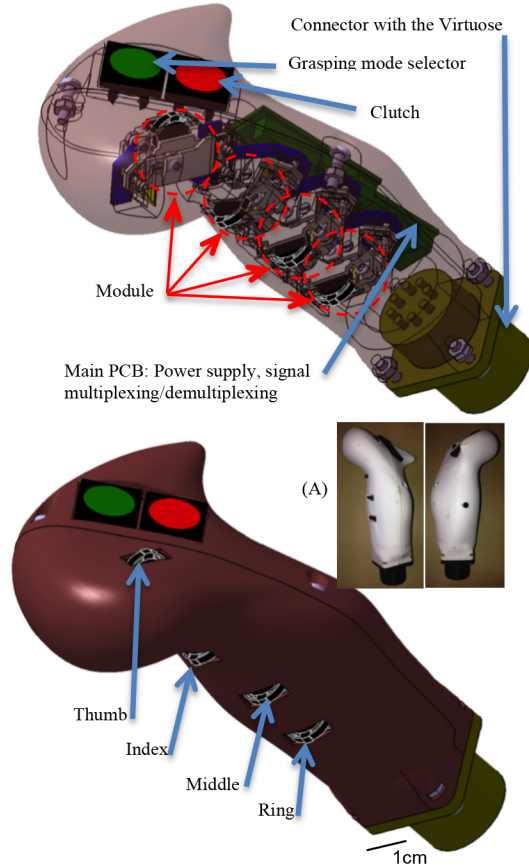 Connector with the Virtuose
Grasping mode selector
Clutch
Module
Main PCB: Power supply, signal
multiplexing/demultiplexing
(A)
Thumb
Index
Middle
Ring
1cm